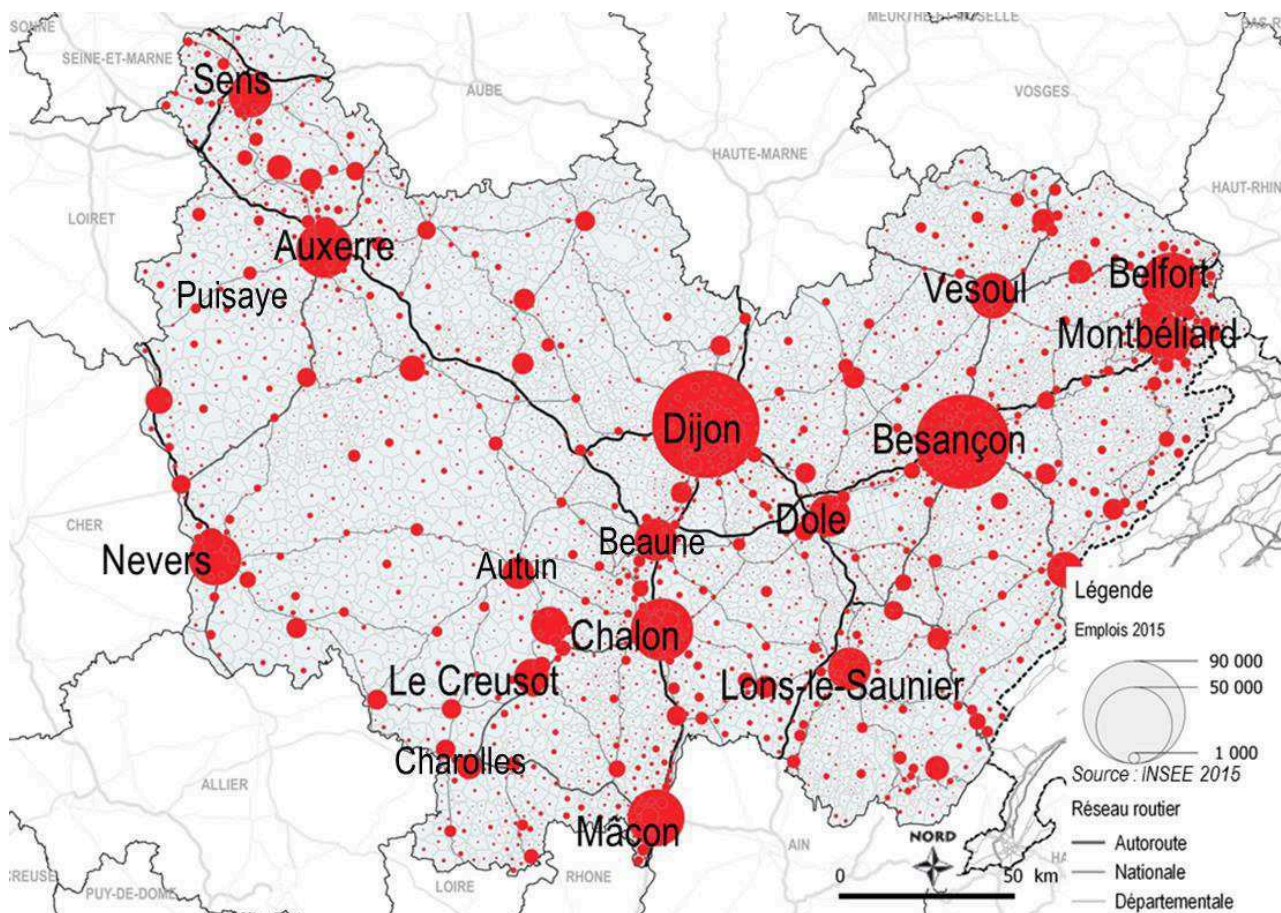 SONNE
SEINE-ET-MARNE
MEURTHE-ET-MOSELLE
BAS-R
Sens
AUBE
VOSGES
HAUTE-MARNE
HAUT-RHIN
LOIRET
Auxerre
Puisaye
Vesoul
Belfort
Montbéliard
Dijon
Besançon
CHER
Nevers
Autun
Beaune
Dole
Chalon
Le Creusot
Lons-le-Saunier
Charolles
ALLIER
Mâcon
AIN
CREUSE
PUY-DE-DOME
LOIRE
RHONE
NORD
0 50 km
HA
Légende
Emplois 2015
90 000
50 000
1 000
Source : INSEE 2015
Réseau routier
Autoroute
Nationale
Départementale